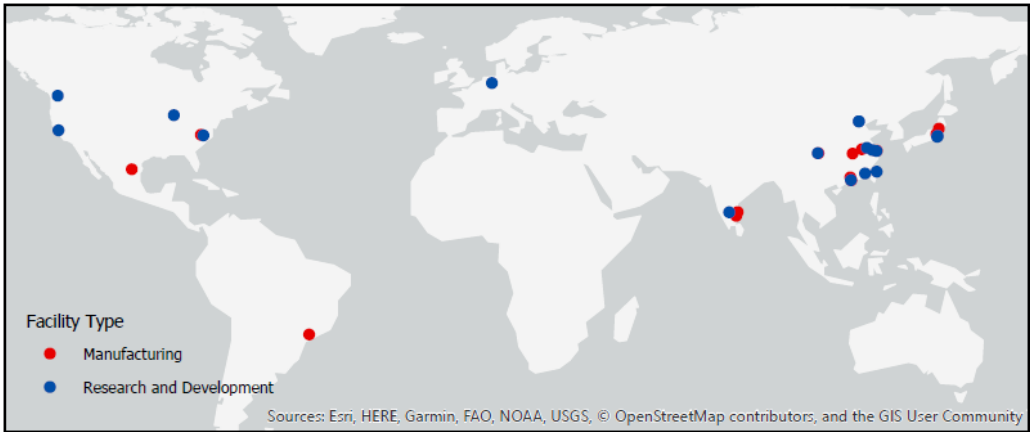 Facility Type
Manufacturing
Research and Development
Sources: Esri, HERE, Garmin, FAO, NOAA, USGS, © OpenStreetMap contributors, and the GIS User Community